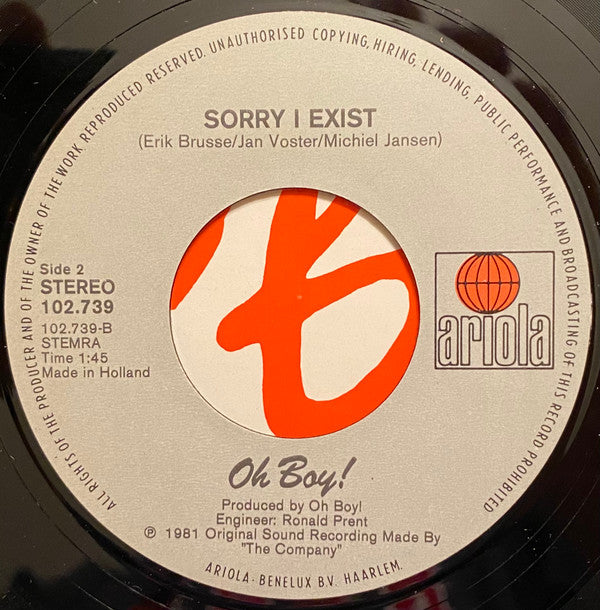 ALL RIGHTS OF THE PRODUCER AND OF THE OWNER OF THE WORK REPRODUCED RESERVED. UNAUTHORISED COPYING, HIRING, LENDING, PUBLIC PERFORMANCE AND BROADCASTING OF THIS RECORD PROHIBITED
SORRY I EXIST
(Erik Brusse/Jan Voster/Michiel Jansen)
Side 2
STEREO
102.739
102.739-B
STEMRA
Time 1:45
Made in Holland
ariola
Oh Boy!
Produced by Oh Boy!
Engineer: Ronald Prent
℗ 1981 Original Sound Recording Made By
"The Company"
ARIOLA-BENELUX B.V. HAARLEM.